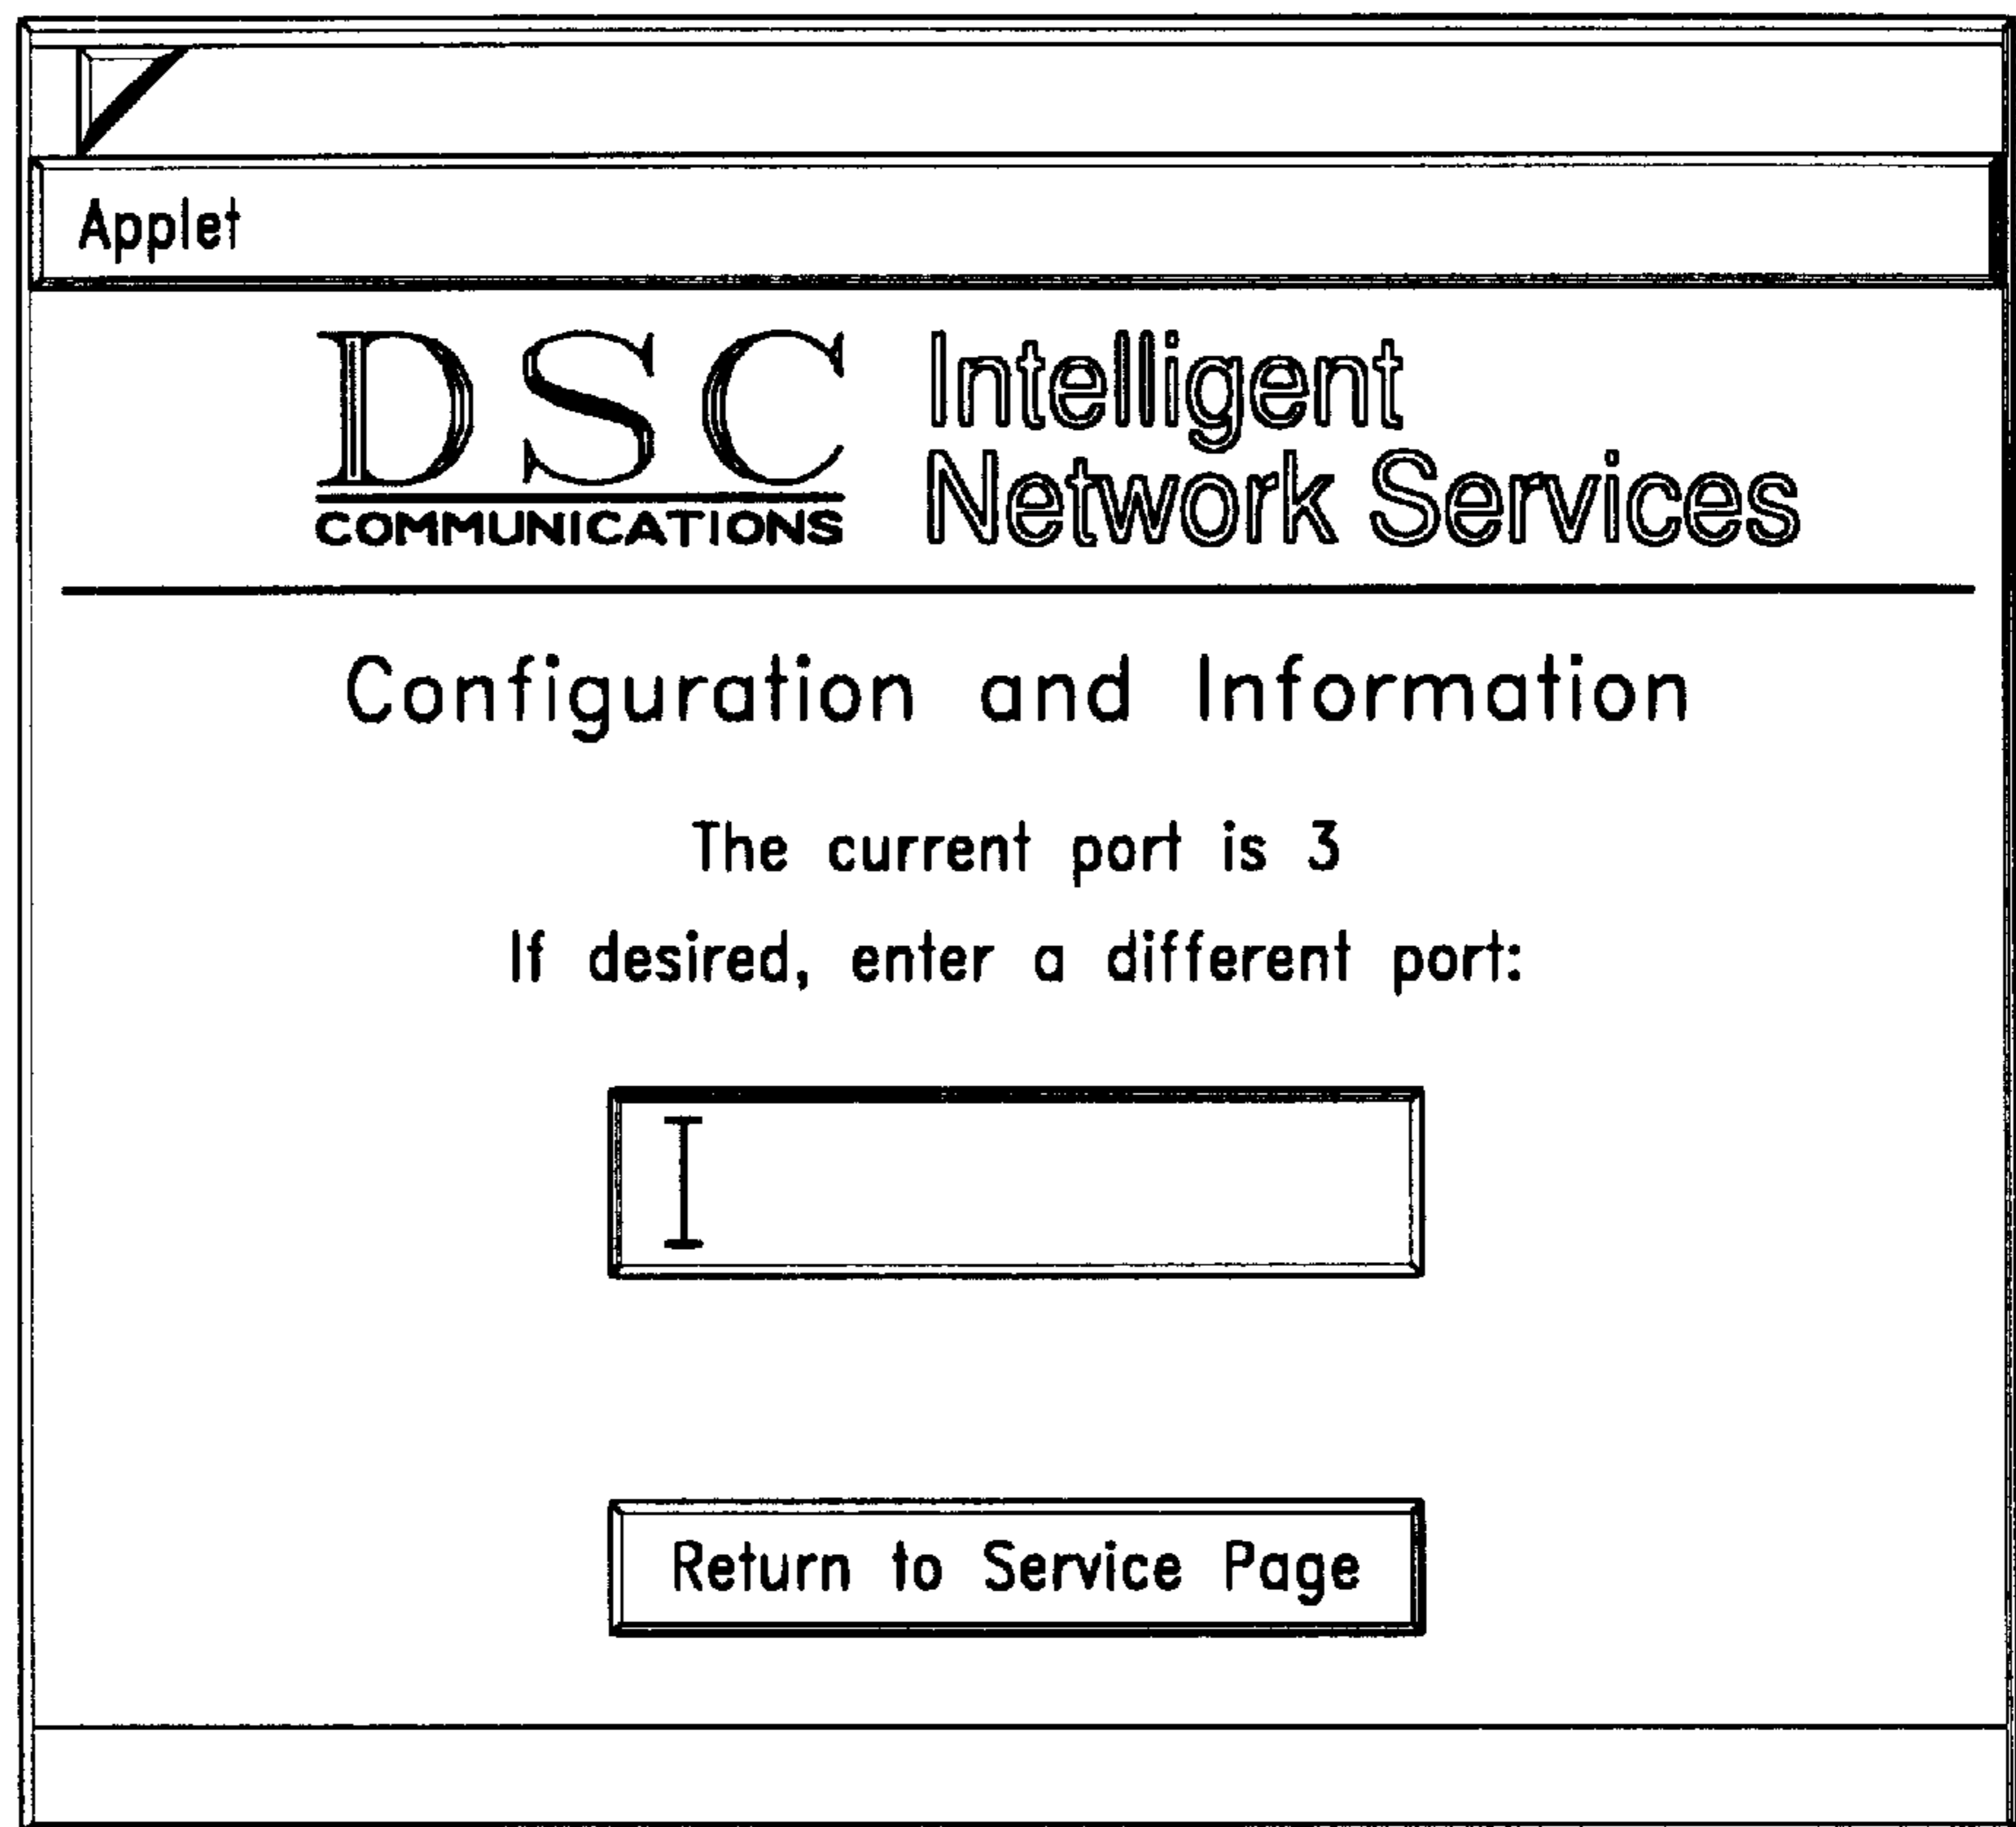 Applet
DSC
COMMUNICATIONS
Intelligent
Network Services
Configuration and Information
The current port is 3
If desired, enter a different port:
Return to Service Page